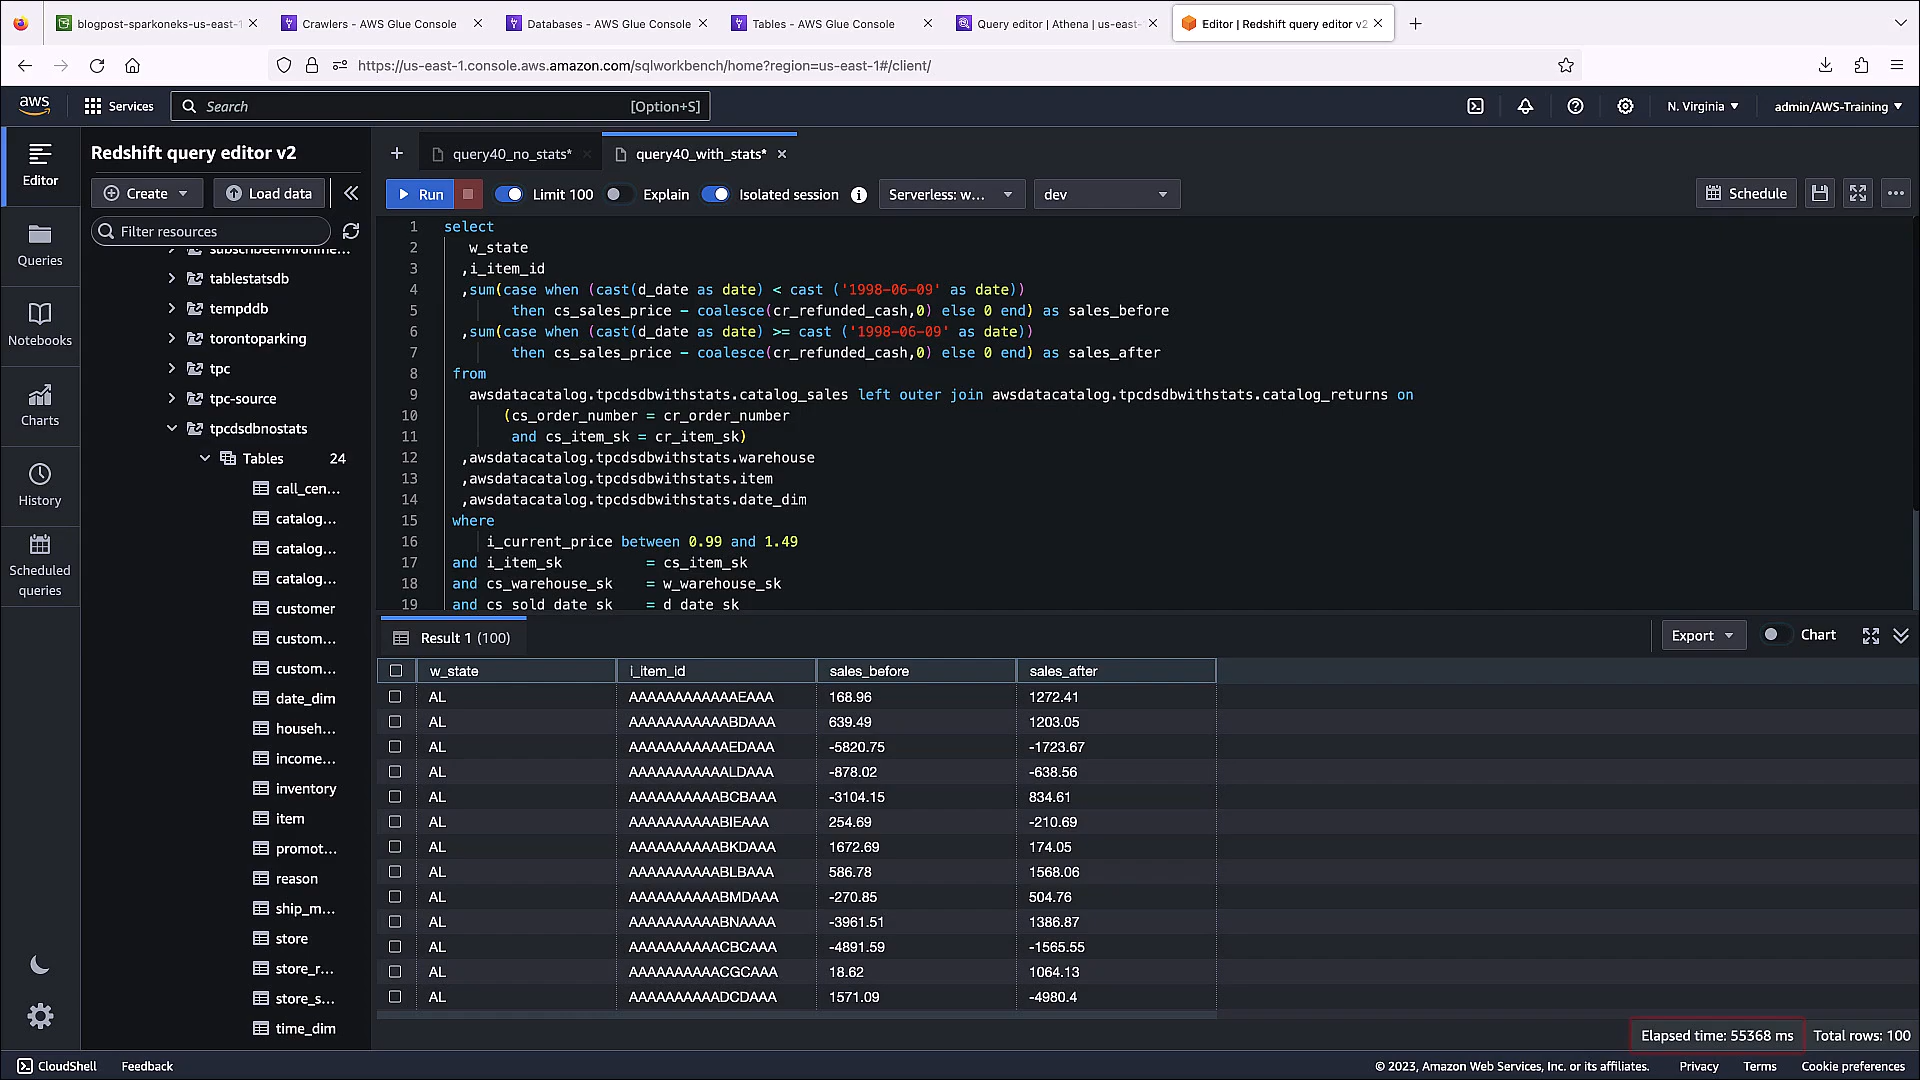 blogpost-sparkoneks-us-east-1
Crawlers - AWS Glue Console
Databases - AWS Glue Console
Tables - AWS Glue Console
Query editor | Athena | us-east-
Editor | Redshift query editor v2
https://us-east-1.console.aws.amazon.com/sqlworkbench/home?region=us-east-1#/client/
aws
Services
Search
[Option+S]
N. Virginia
admin/AWS-Training
Editor
Queries
Notebooks
Charts
History
Scheduled
queries
Redshift query editor v2
Create
Load data
Filter resources
subscribeenvironme...
tablestatsdb
tempddb
torontoparking
tpc
tpc-source
tpcdsdbnostats
Tables 24
call_cen...
catalog...
catalog...
catalog...
customer
custom...
custom...
date_dim
househ...
income...
inventory
item
promot...
reason
ship_m...
store
store_r...
store_s...
time_dim
query40_no_stats*
query40_with_stats*
Run
Limit 100
Explain
Isolated session
Serverless: w...
dev
Schedule
1 select
2 w_state
3 ,i_item_id
4 ,sum(case when (cast(d_date as date) < cast ('1998-06-09' as date))
5 then cs_sales_price - coalesce(cr_refunded_cash,0) else 0 end) as sales_before
6 ,sum(case when (cast(d_date as date) >= cast ('1998-06-09' as date))
7 then cs_sales_price - coalesce(cr_refunded_cash,0) else 0 end) as sales_after
8 from
9 awsdatacatalog.tpcdsdbwithstats.catalog_sales left outer join awsdatacatalog.tpcdsdbwithstats.catalog_returns on
10 (cs_order_number = cr_order_number
11 and cs_item_sk = cr_item_sk)
12 ,awsdatacatalog.tpcdsdbwithstats.warehouse
13 ,awsdatacatalog.tpcdsdbwithstats.item
14 ,awsdatacatalog.tpcdsdbwithstats.date_dim
15 where
16 i_current_price between 0.99 and 1.49
17 and i_item_sk = cs_item_sk
18 and cs_warehouse_sk = w_warehouse_sk
19 and cs_sold_date_sk = d_date_sk
Result 1 (100)
Export
Chart
w_state i_item_id sales_before sales_after
AL AAAAAAAAAAAAEAAA 168.96 1272.41
AL AAAAAAAAAAABDAAA 639.49 1203.05
AL AAAAAAAAAAAEDAAA -5820.75 -1723.67
AL AAAAAAAAAAALDAAA -878.02 -638.56
AL AAAAAAAAAABCBAAA -3104.15 834.61
AL AAAAAAAAAABIEAAA 254.69 -210.69
AL AAAAAAAAAABKDAAA 1672.69 174.05
AL AAAAAAAAAABLBAAA 586.78 1568.06
AL AAAAAAAAAABMDAAA -270.85 504.76
AL AAAAAAAAAABNAAAA -3961.51 1386.87
AL AAAAAAAAAACBCAAA -4891.59 -1565.55
AL AAAAAAAAAACGCAAA 18.62 1064.13
AL AAAAAAAAAADCDAAA 1571.09 -4980.4
Elapsed time: 55368 ms
Total rows: 100
CloudShell
Feedback
© 2023, Amazon Web Services, Inc. or its affiliates.
Privacy
Terms
Cookie preferences